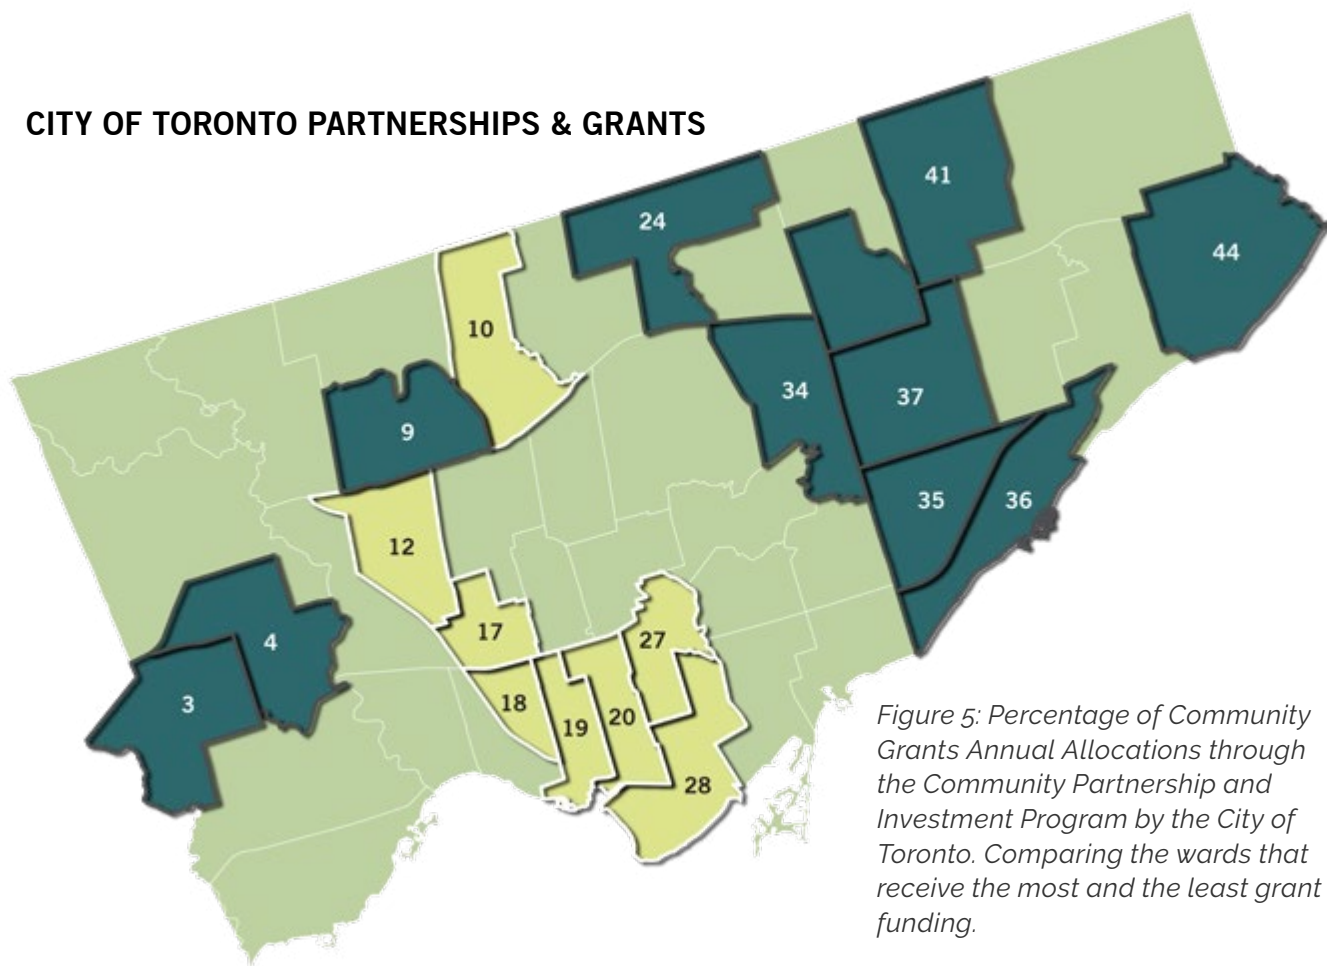 CITY OF TORONTO PARTNERSHIPS & GRANTS
41
24
44
10
34
37
9
35
36
12
17
27
4
18
3
20
19
28
Figure 5: Percentage of Community
Grants Annual Allocations through
the Community Partnership and
Investment Program by the City of
Toronto. Comparing the wards that
receive the most and the least grant
funding.